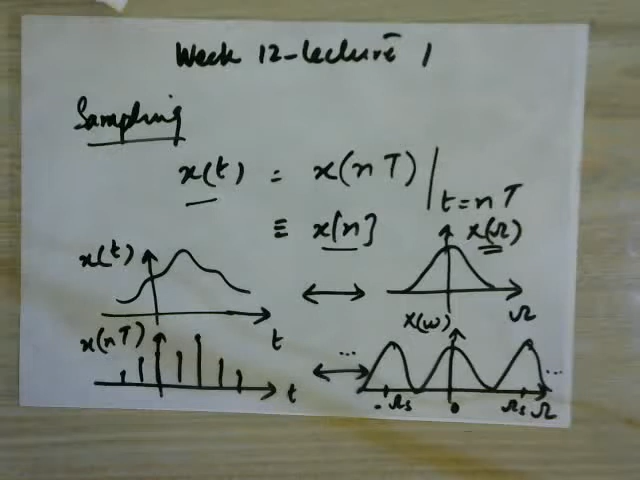 Week 12-Lecture 1
Sampling
x(t) = x(nT)|t=nT
≡ x[n]
x(t)
x(Ω)
t
Ω
x(nT)
X(ω)
...
...
t
-Ωs
0
Ωs
Ω